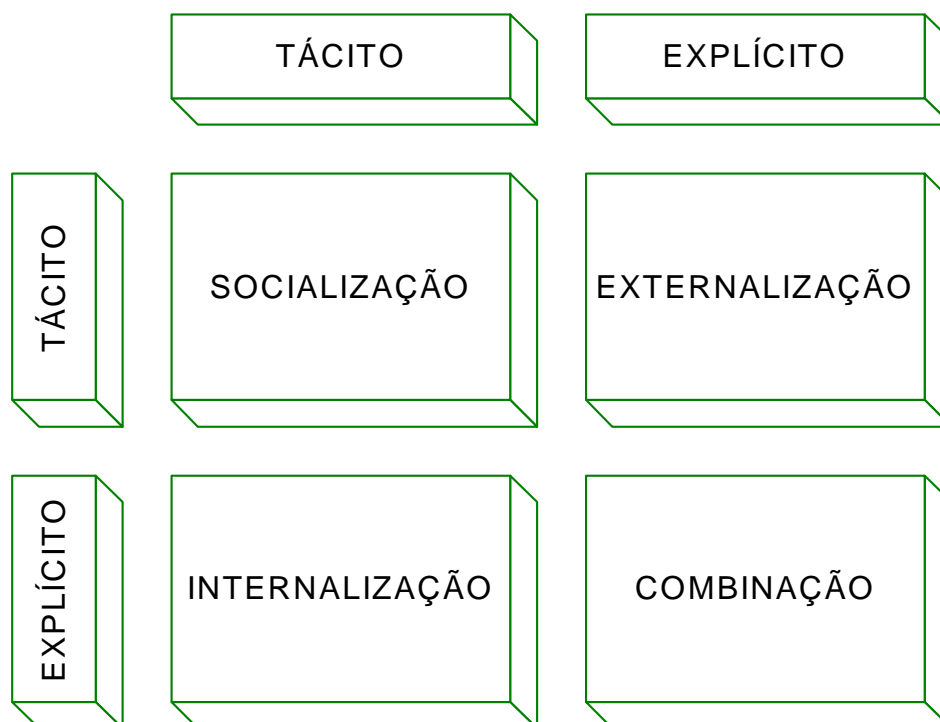 TÁCITO
EXPLÍCITO
TÁCITO
SOCIALIZAÇÃO
EXTERNALIZAÇÃO
EXPLÍCITO
INTERNALIZAÇÃO
COMBINAÇÃO